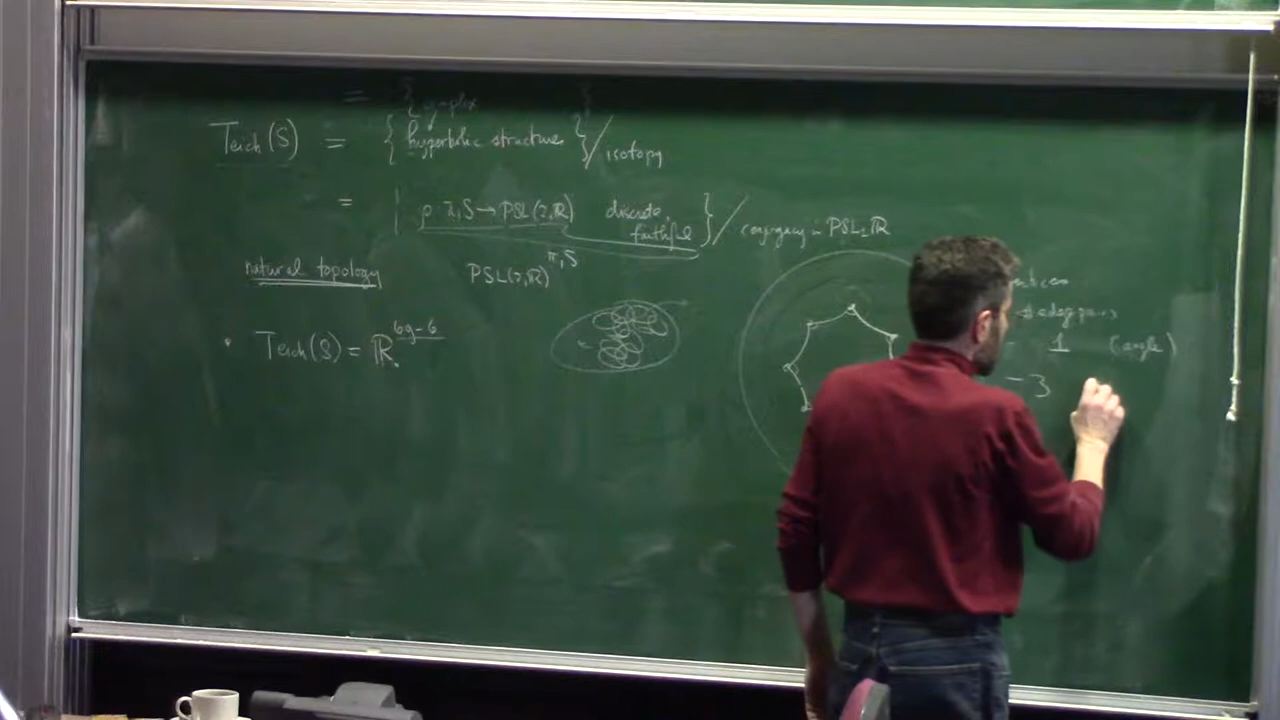 =
Teich(S) = { hyperbolic structures } / isotopy
= { ρ π₁S → PSL(2,ℝ) discrete, faithful } / conjugacy in PSL₂ℝ
natural topology PSL(2,ℝ)^{π₁S}
• Teich(S) = ℝ^{6g-6}
- 1 (angle)
-3